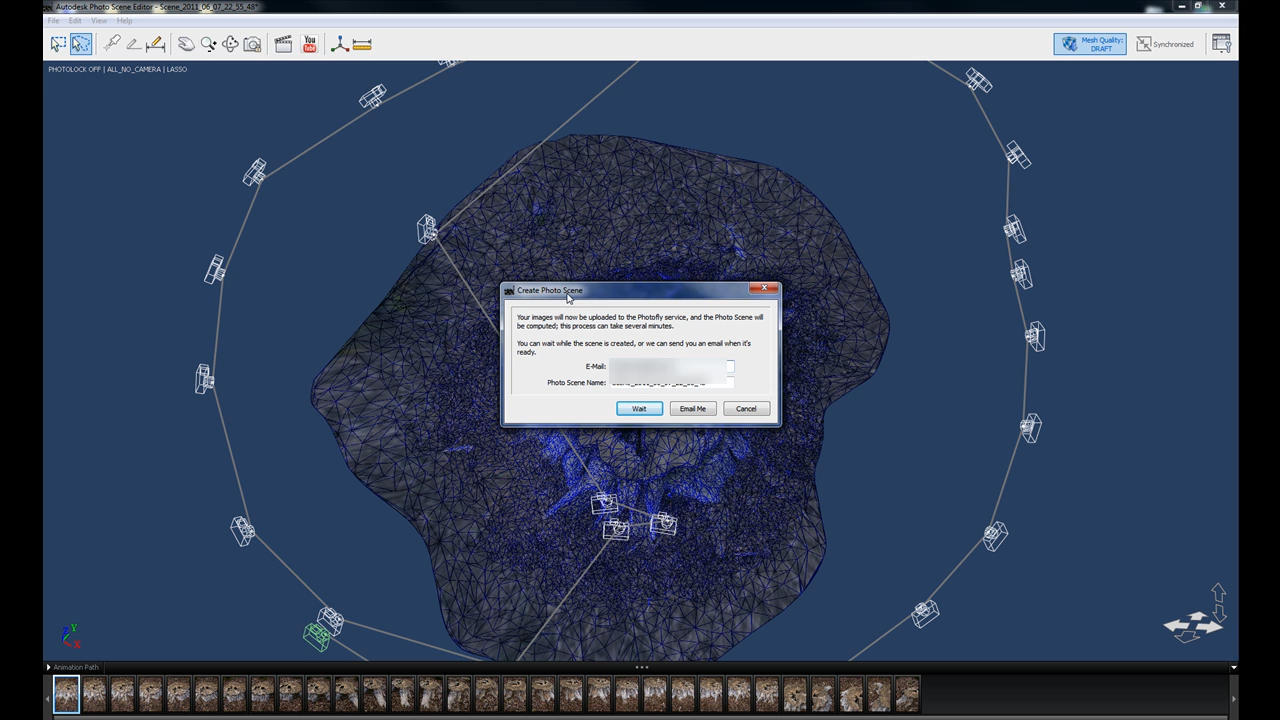 Autodesk Photo Scene Editor - Scene_2011_06_07_22_55_48*
File Edit View Help
You
Tube
Mesh Quality:
DRAFT
Synchronized
PHOTOLOCK OFF | ALL_NO_CAMERA | LASSO
Create Photo Scene
Your images will now be uploaded to the Photofly service, and the Photo Scene will
be computed; this process can take several minutes.
You can wait while the scene is created, or we can send you an email when it's
ready.
E-Mail:
Photo Scene Name:
Wait Email Me Cancel
Z Y
X
Animation Path